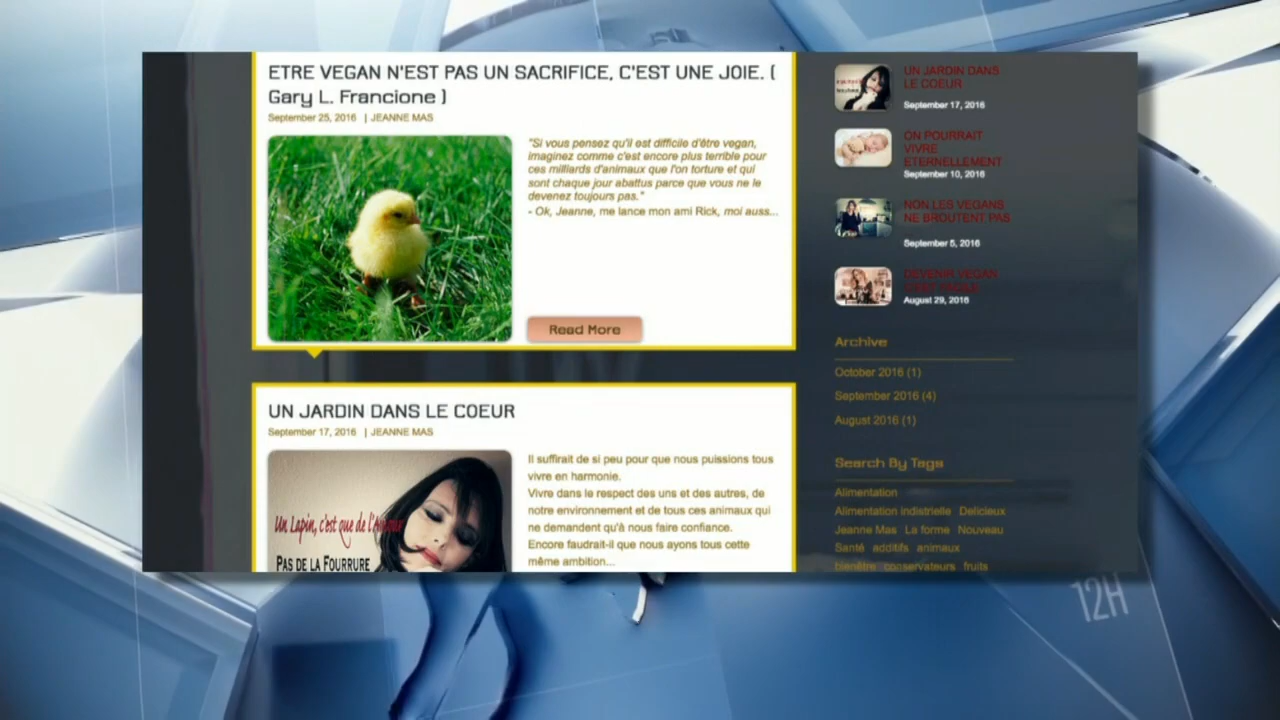 ETRE VEGAN N'EST PAS UN SACRIFICE, C'EST UNE JOIE. (
Gary L. Francione )
September 25, 2016 | JEANNE MAS
"Si vous pensez qu'il est difficile d'être vegan,
imaginez comme c'est encore plus terrible pour
ces milliards d'animaux que l'on torture et qui
sont chaque jour abattus parce que vous ne le
devenez toujours pas."
- Ok, Jeanne, me lance mon ami Rick, moi auss...
Read More
UN JARDIN DANS LE COEUR
September 17, 2016 | JEANNE MAS
Un Lapin, c'est que de l'Amour
PAS DE LA FOURRURE
Il suffirait de si peu pour que nous puissions tous
vivre en harmonie.
Vivre dans le respect des uns et des autres, de
notre environnement et de tous ces animaux qui
ne demandent qu'à nous faire confiance.
Encore faudrait-il que nous ayons tous cette
même ambition...
UN JARDIN DANS
LE COEUR
September 17, 2016
ON POURRAIT
VIVRE
ETERNELLEMENT
September 10, 2016
NON LES VEGANS
NE BROUTENT PAS
September 5, 2016
DEVENIR VEGAN
C'EST FACILE
August 29, 2016
Archive
October 2016 (1)
September 2016 (4)
August 2016 (1)
Search By Tags
Alimentation
Alimentation indistrielle Delicieux
Jeanne Mas La forme Nouveau
Santé additifs animaux
bienêtre conservateurs fruits
12H